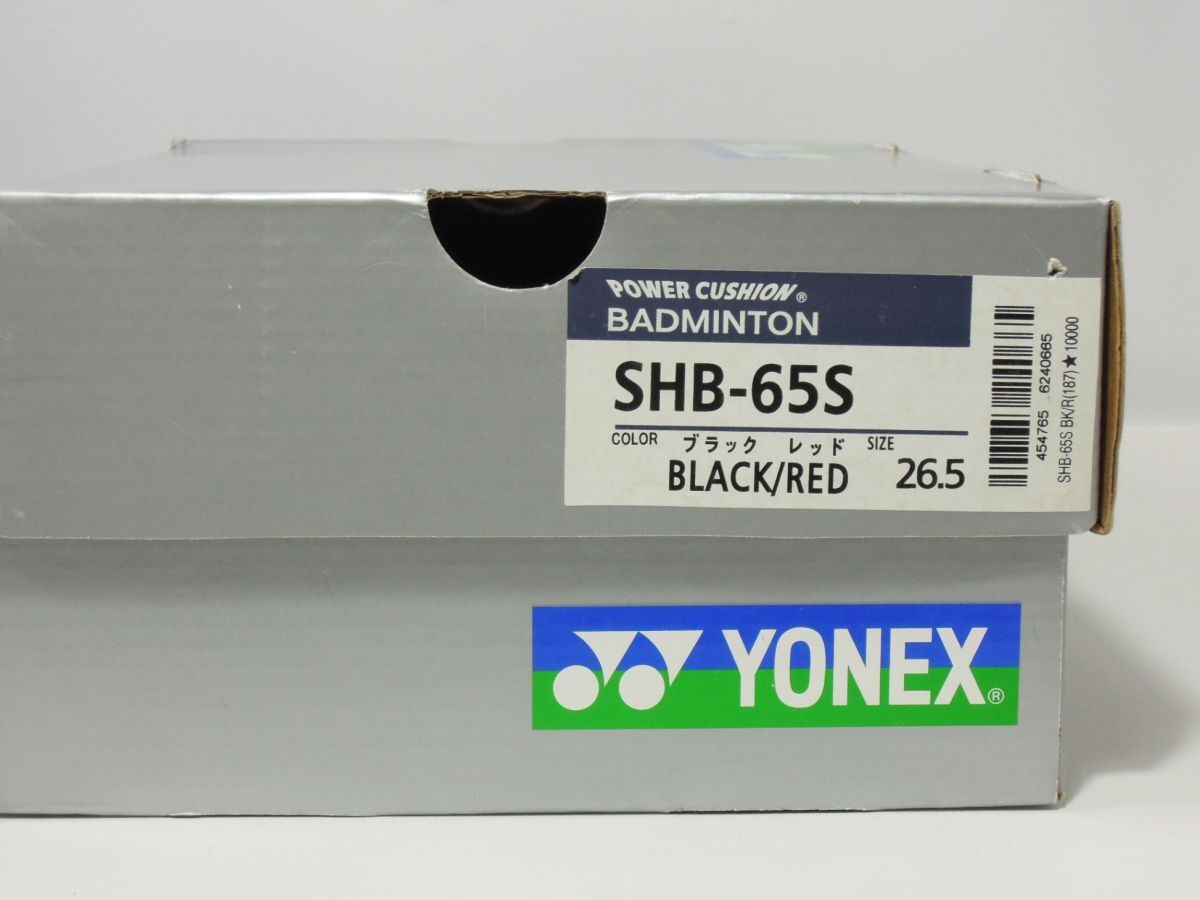 POWER CUSHION®
BADMINTON
SHB-65S
COLOR ブラック レッド SIZE
BLACK/RED 26.5
454765 6240665
SHB-65S BK/R(187)★10000
YONEX®